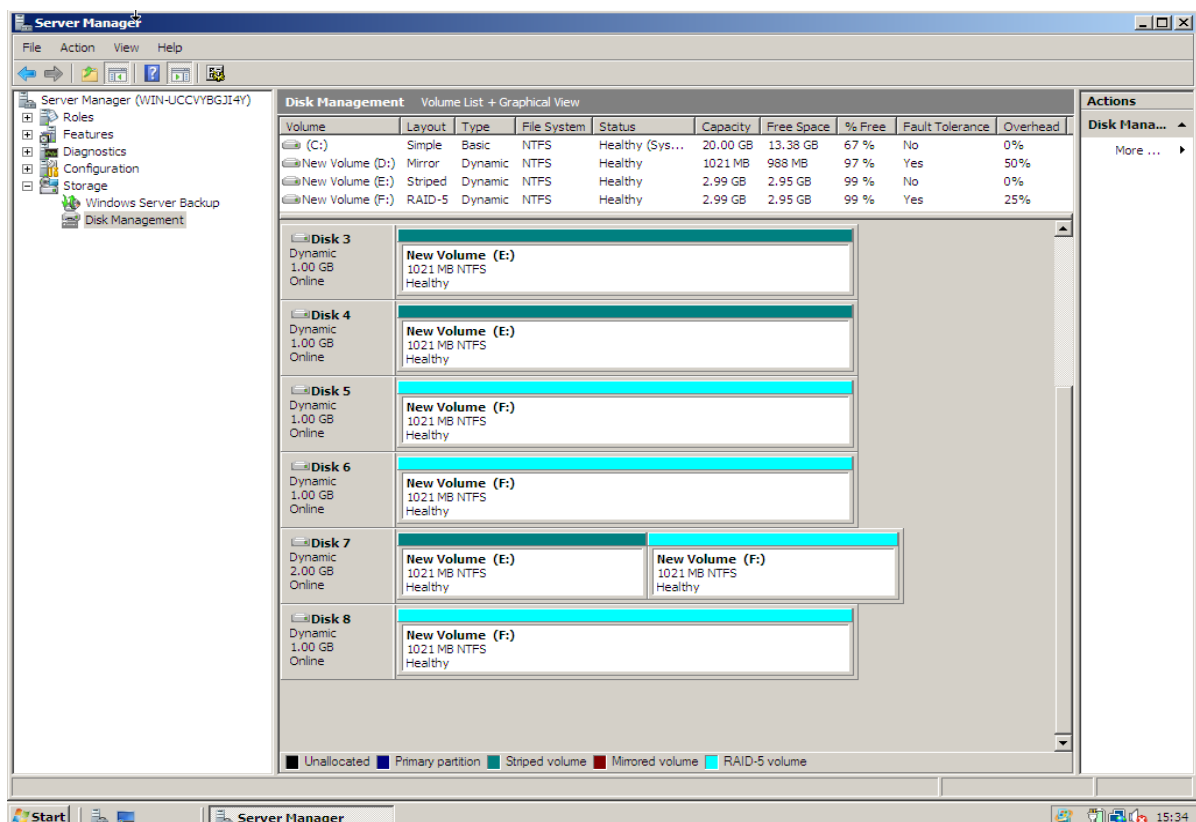 Server Manager
File Action View Help
Server Manager (WIN-UCCVYBGJI4Y)
Roles
Features
Diagnostics
Configuration
Storage
Windows Server Backup
Disk Management
Disk Management Volume List + Graphical View
Volume Layout Type File System Status Capacity Free Space % Free Fault Tolerance Overhead
(C:) Simple Basic NTFS Healthy (Sys... 20.00 GB 13.38 GB 67 % No 0%
New Volume (D:) Mirror Dynamic NTFS Healthy 1021 MB 988 MB 97 % Yes 50%
New Volume (E:) Striped Dynamic NTFS Healthy 2.99 GB 2.95 GB 99 % No 0%
New Volume (F:) RAID-5 Dynamic NTFS Healthy 2.99 GB 2.95 GB 99 % Yes 25%
Disk 3
Dynamic
1.00 GB
Online
New Volume (E:)
1021 MB NTFS
Healthy
Disk 4
Dynamic
1.00 GB
Online
New Volume (E:)
1021 MB NTFS
Healthy
Disk 5
Dynamic
1.00 GB
Online
New Volume (F:)
1021 MB NTFS
Healthy
Disk 6
Dynamic
1.00 GB
Online
New Volume (F:)
1021 MB NTFS
Healthy
Disk 7
Dynamic
2.00 GB
Online
New Volume (E:)
1021 MB NTFS
Healthy
New Volume (F:)
1021 MB NTFS
Healthy
Disk 8
Dynamic
1.00 GB
Online
New Volume (F:)
1021 MB NTFS
Healthy
Unallocated Primary partition Striped volume Mirrored volume RAID-5 volume
Actions
Disk Mana...
More ...
Start Server Manager 15:34